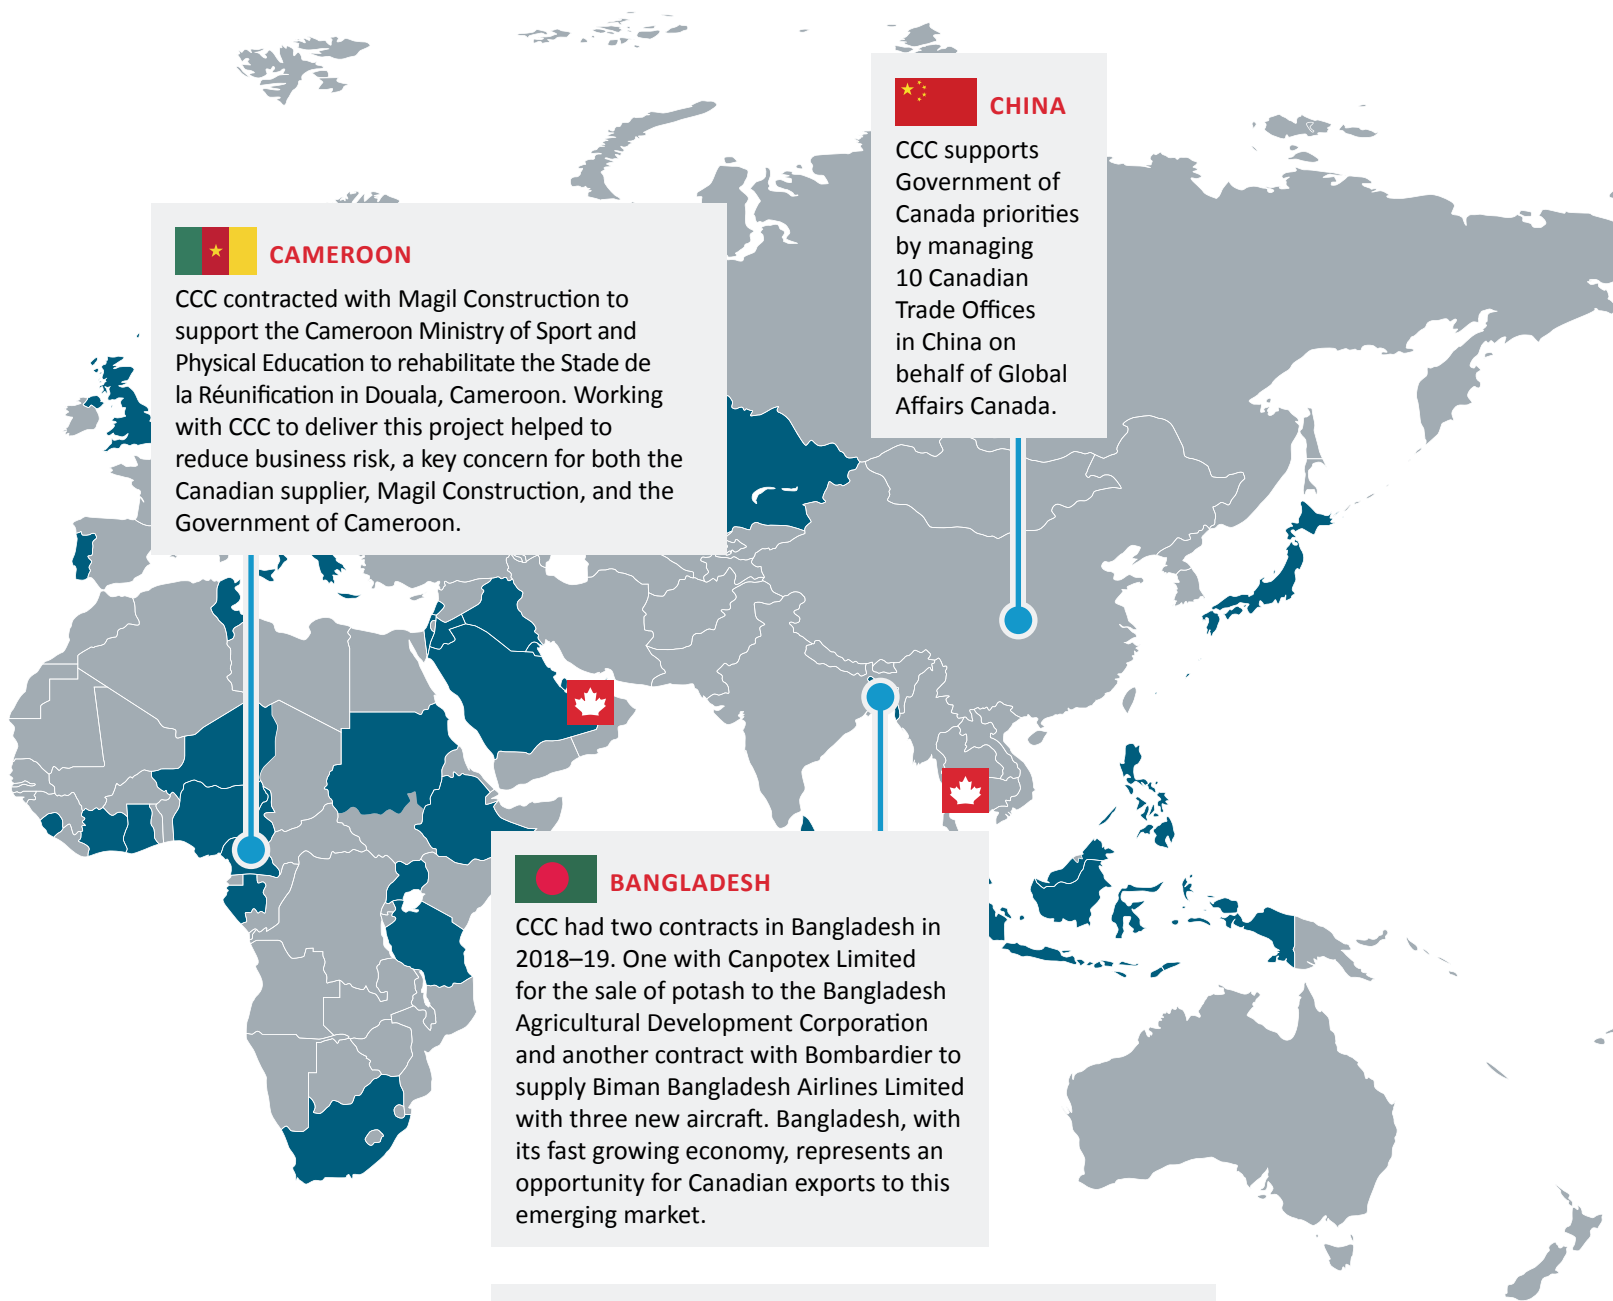 CHINA
CCC supports
Government of
Canada priorities
by managing
10 Canadian
Trade Offices
in China on
behalf of Global
Affairs Canada.
CAMEROON
CCC contracted with Magil Construction to
support the Cameroon Ministry of Sport and
Physical Education to rehabilitate the Stade de
la Réunification in Douala, Cameroon. Working
with CCC to deliver this project helped to
reduce business risk, a key concern for both the
Canadian supplier, Magil Construction, and the
Government of Cameroon.
BANGLADESH
CCC had two contracts in Bangladesh in
2018–19. One with Canpotex Limited
for the sale of potash to the Bangladesh
Agricultural Development Corporation
and another contract with Bombardier to
supply Biman Bangladesh Airlines Limited
with three new aircraft. Bangladesh, with
its fast growing economy, represents an
opportunity for Canadian exports to this
emerging market.